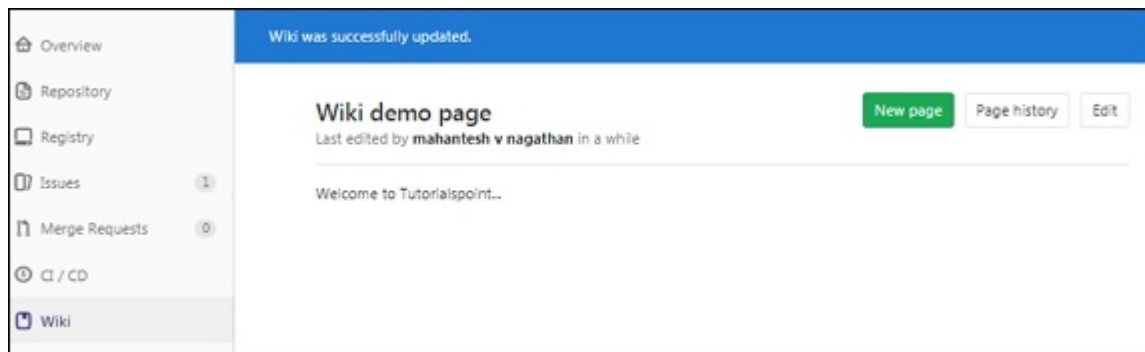 Overview
Repository
Registry
Issues 1
Merge Requests 0
CI / CD
Wiki
Wiki was successfully updated.
Wiki demo page
New page Page history Edit
Last edited by mahantesh v nagathan in a while
Welcome to Tutorialspoint...